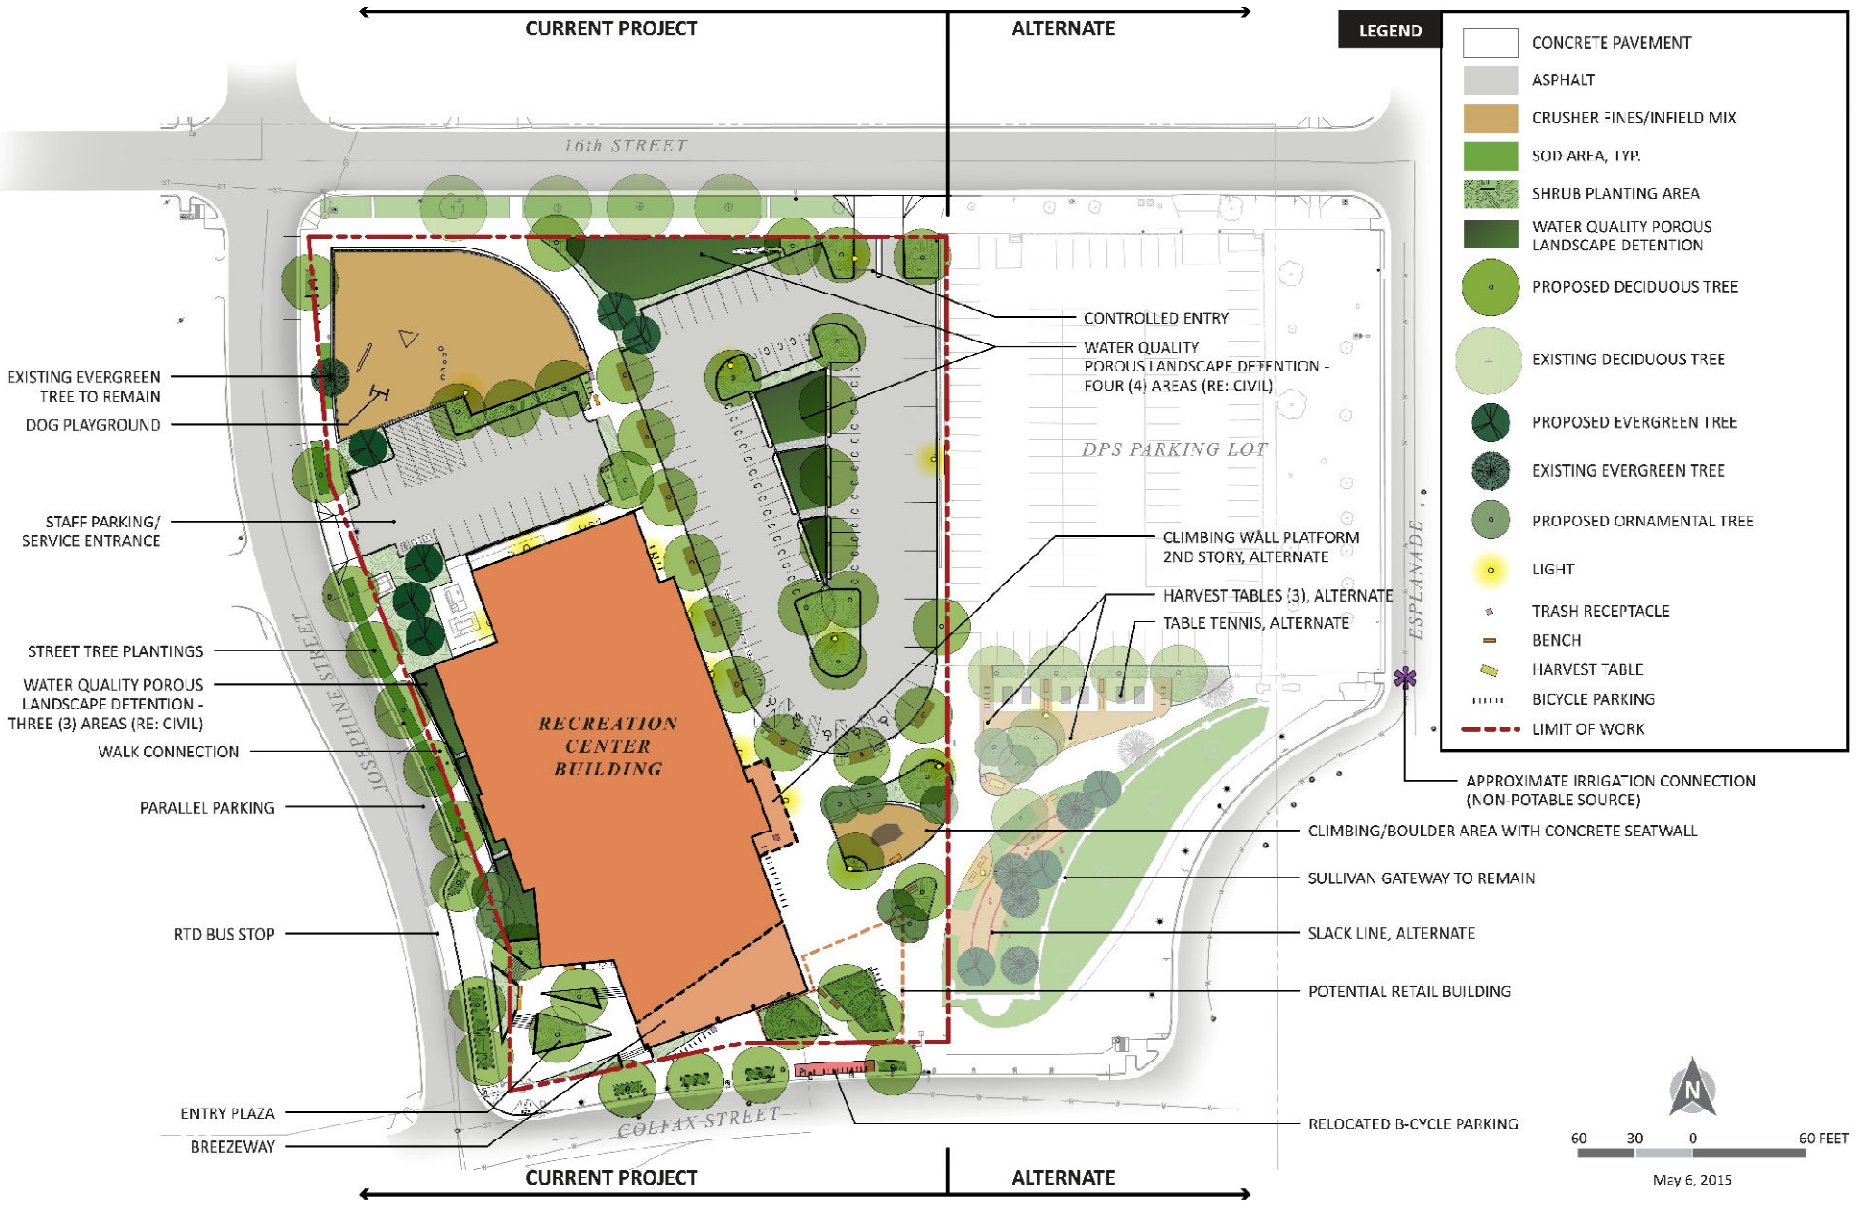 CURRENT PROJECT
ALTERNATE
LEGEND
CONCRETE PAVEMENT
ASPHALT
CRUSHER FINES/INFIELD MIX
SOD AREA, TYP.
SHRUB PLANTING AREA
WATER QUALITY POROUS
LANDSCAPE DETENTION
PROPOSED DECIDUOUS TREE
EXISTING DECIDUOUS TREE
PROPOSED EVERGREEN TREE
EXISTING EVERGREEN TREE
PROPOSED ORNAMENTAL TREE
LIGHT
TRASH RECEPTACLE
BENCH
HARVEST TABLE
BICYCLE PARKING
LIMIT OF WORK
16th STREET
EXISTING EVERGREEN
TREE TO REMAIN
DOG PLAYGROUND
STAFF PARKING/
SERVICE ENTRANCE
STREET TREE PLANTINGS
WATER QUALITY POROUS
LANDSCAPE DETENTION -
THREE (3) AREAS (RE: CIVIL)
WALK CONNECTION
PARALLEL PARKING
RTD BUS STOP
ENTRY PLAZA
BREEZEWAY
JOSEPHINE STREET
RECREATION
CENTER
BUILDING
COLFAX STREET
CONTROLLED ENTRY
WATER QUALITY
POROUS LANDSCAPE DETENTION -
FOUR (4) AREAS (RE: CIVIL)
DPS PARKING LOT
CLIMBING WALL PLATFORM
2ND STORY, ALTERNATE
HARVEST TABLES (3), ALTERNATE
TABLE TENNIS, ALTERNATE
ESPLANADE
APPROXIMATE IRRIGATION CONNECTION
(NON-POTABLE SOURCE)
CLIMBING/BOULDER AREA WITH CONCRETE SEATWALL
SULLIVAN GATEWAY TO REMAIN
SLACK LINE, ALTERNATE
POTENTIAL RETAIL BUILDING
RELOCATED B-CYCLE PARKING
N
60 30 0 60 FEET
May 6, 2015
CURRENT PROJECT
ALTERNATE